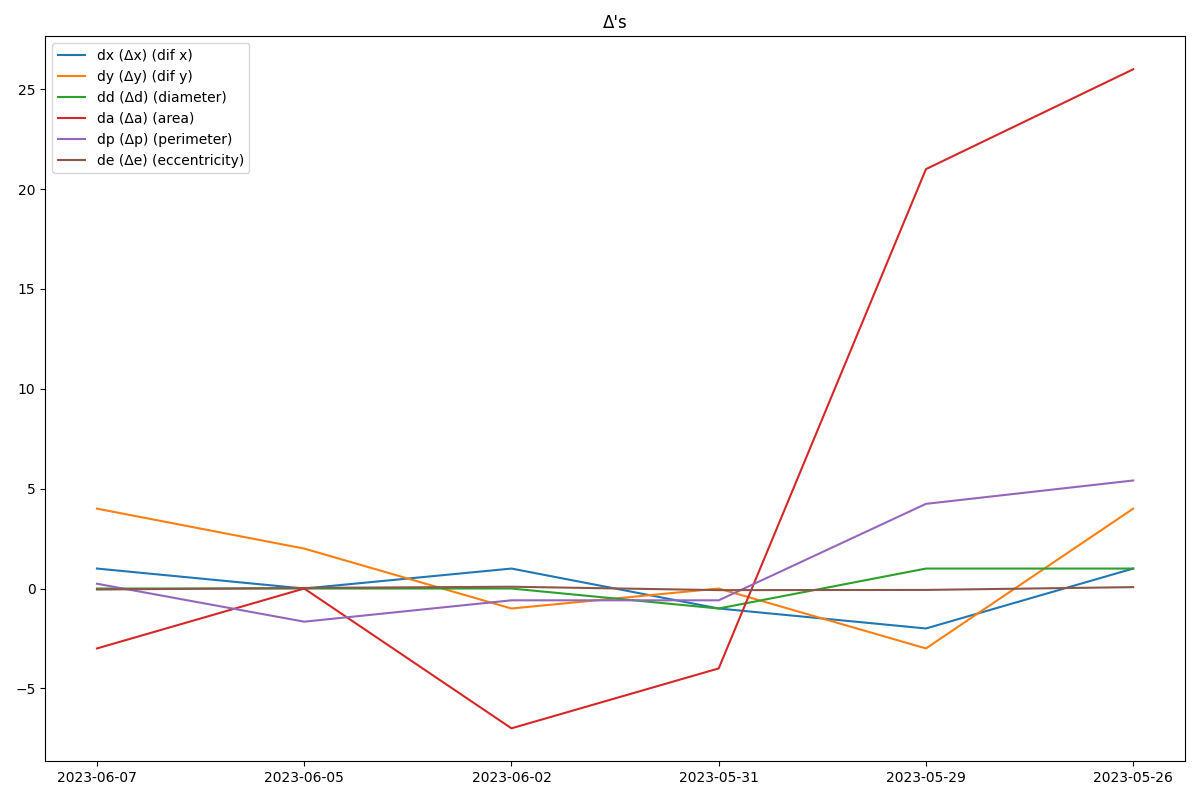 Δ's
dx (Δx) (dif x)
dy (Δy) (dif y)
dd (Δd) (diameter)
da (Δa) (area)
dp (Δp) (perimeter)
de (Δe) (eccentricity)
25
20
15
10
5
0
−5
2023-06-07 2023-06-05 2023-06-02 2023-05-31 2023-05-29 2023-05-26